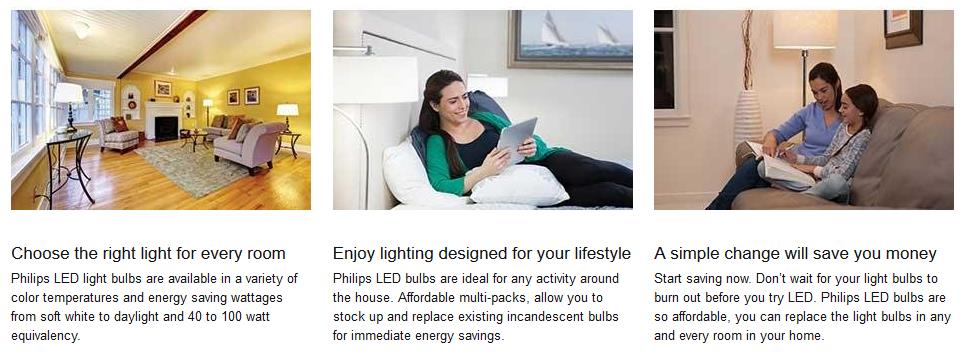 Choose the right light for every room
Philips LED light bulbs are available in a variety of
color temperatures and energy saving wattages
from soft white to daylight and 40 to 100 watt
equivalency.
Enjoy lighting designed for your lifestyle
Philips LED bulbs are ideal for any activity around
the house. Affordable multi-packs, allow you to
stock up and replace existing incandescent bulbs
for immediate energy savings.
A simple change will save you money
Start saving now. Don’t wait for your light bulbs to
burn out before you try LED. Philips LED bulbs are
so affordable, you can replace the light bulbs in any
and every room in your home.